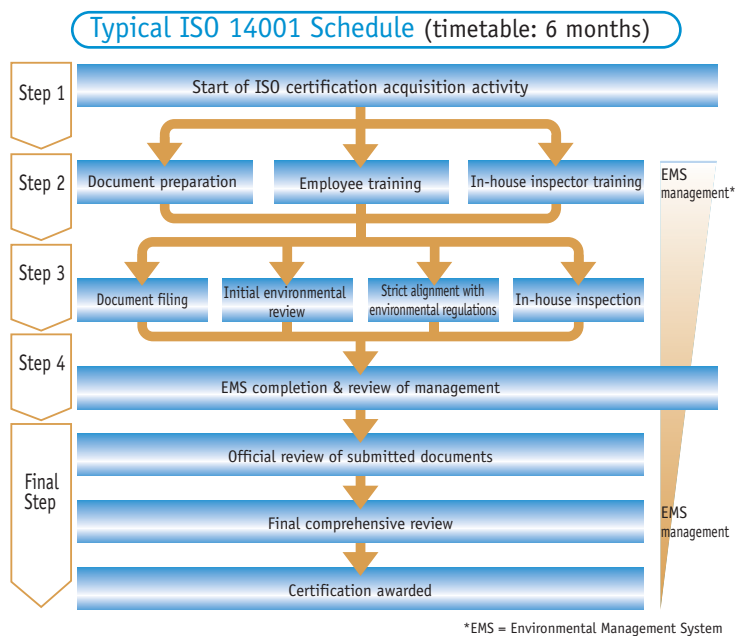 Typical ISO 14001 Schedule (timetable: 6 months)
Step 1
Start of ISO certification acquisition activity
Step 2
Document preparation
Employee training
In-house inspector training
EMS
management*
Step 3
Document filing
Initial environmental
review
Strict alignment with
environmental regulations
In-house inspection
Step 4
EMS completion & review of management
Final
Step
Official review of submitted documents
Final comprehensive review
EMS
management
Certification awarded
*EMS = Environmental Management System